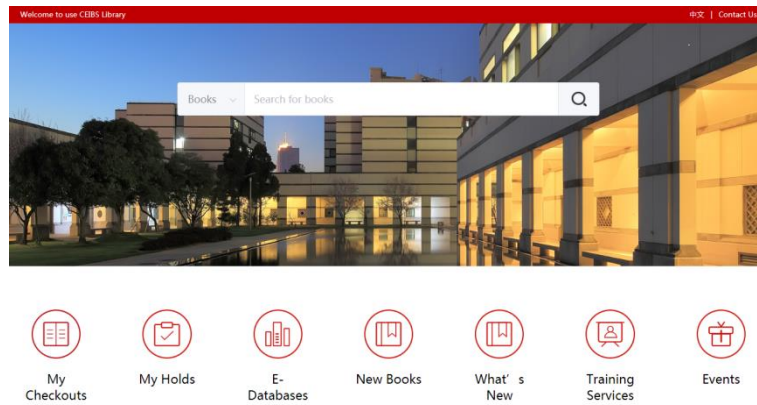 Welcome to use CEIBS Library
中文 | Contact Us
Books
Search for books
My
Checkouts
My Holds
E-
Databases
New Books
What's
New
Training
Services
Events